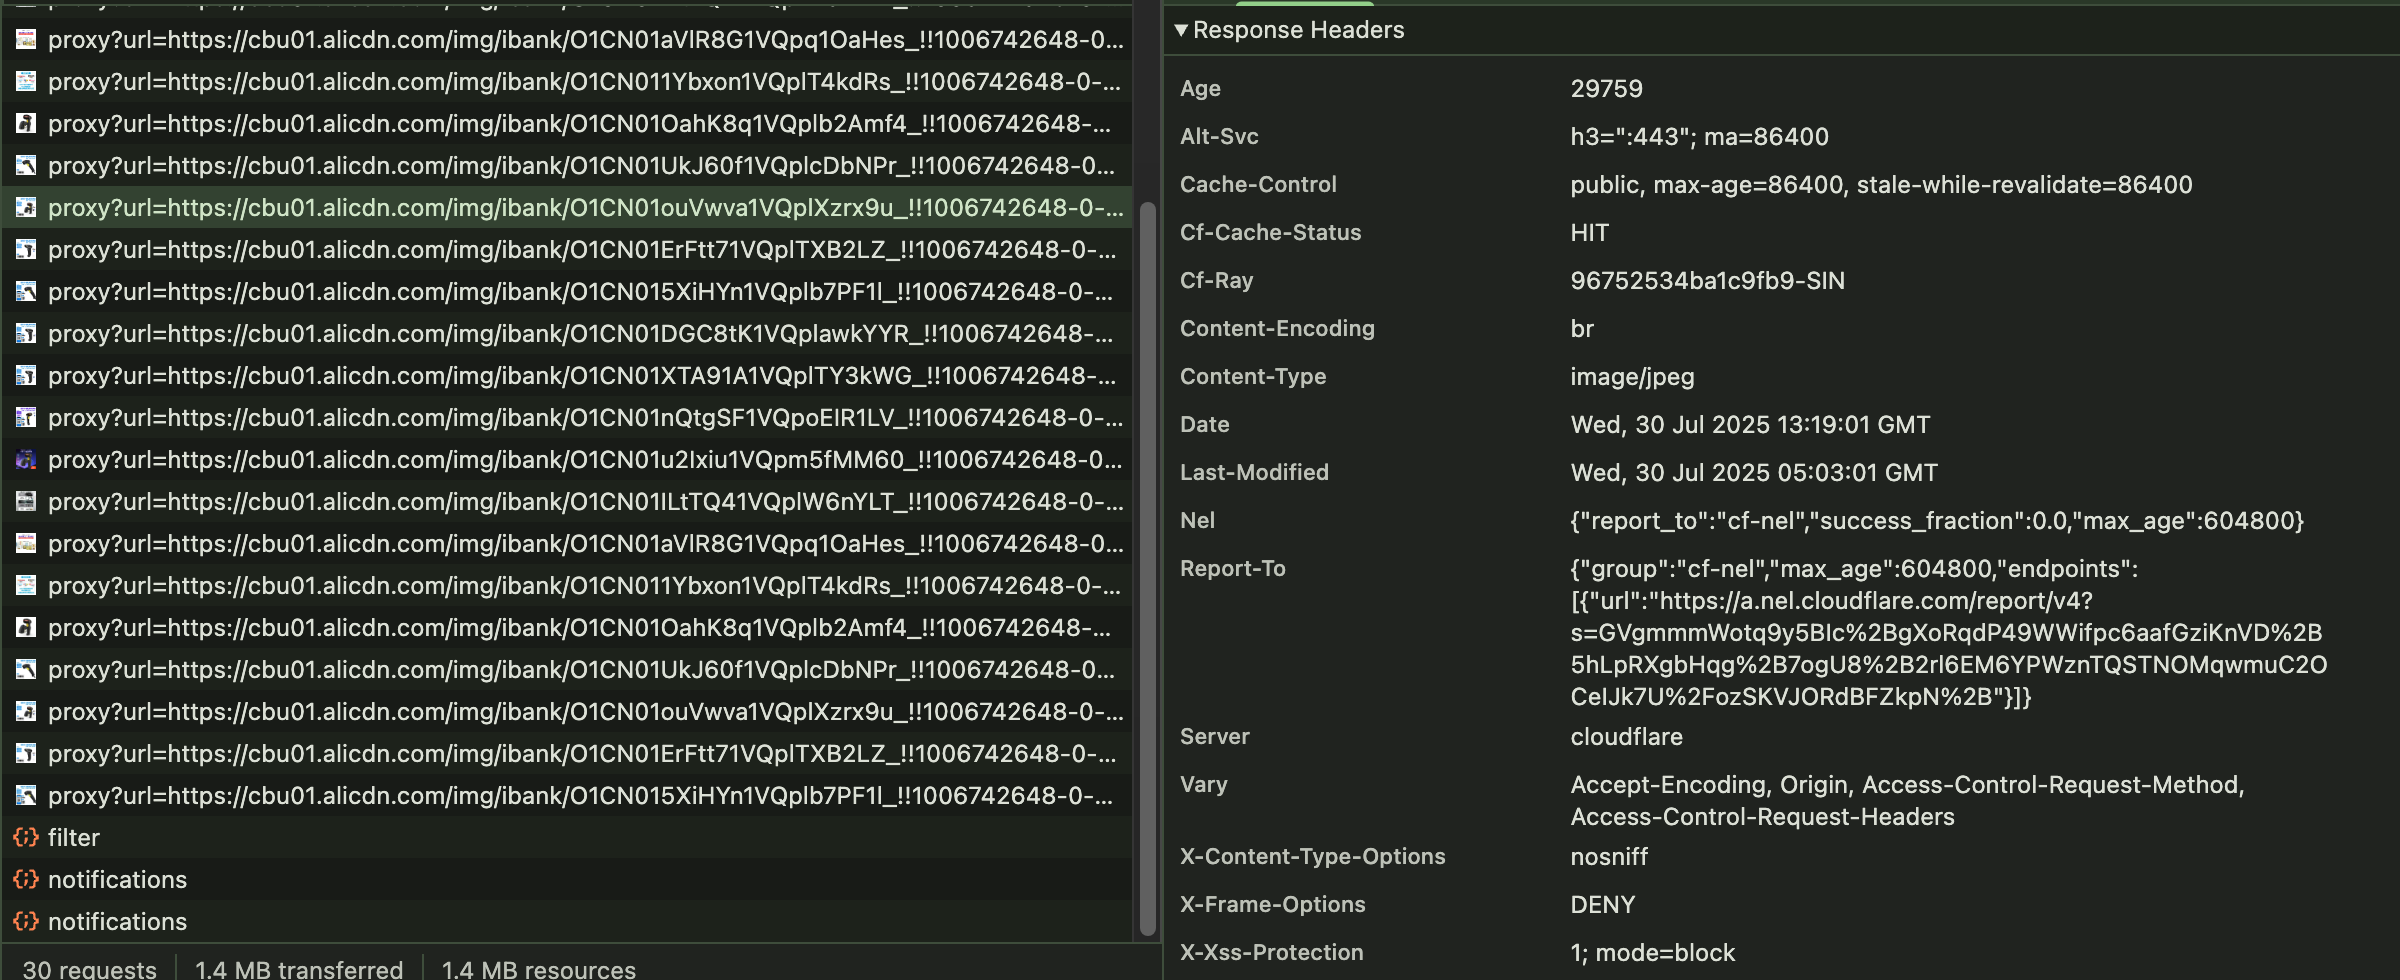 proxy?url=https://cbu01.alicdn.com/img/ibank/O1CN01aVlR8G1VQpq1OaHes_!!1006742648-0...
proxy?url=https://cbu01.alicdn.com/img/ibank/O1CN011Ybxon1VQplT4kdRs_!!1006742648-0-...
proxy?url=https://cbu01.alicdn.com/img/ibank/O1CN01OahK8q1VQplb2Amf4_!!1006742648-...
proxy?url=https://cbu01.alicdn.com/img/ibank/O1CN01UkJ60f1VQplcDbNPr_!!1006742648-0...
proxy?url=https://cbu01.alicdn.com/img/ibank/O1CN01ouVwva1VQplXzrx9u_!!1006742648-0-...
proxy?url=https://cbu01.alicdn.com/img/ibank/O1CN01ErFtt71VQplTXB2LZ_!!1006742648-0-...
proxy?url=https://cbu01.alicdn.com/img/ibank/O1CN015XiHYn1VQplb7PF1l_!!1006742648-0-...
proxy?url=https://cbu01.alicdn.com/img/ibank/O1CN01DGC8tK1VQplawkYYR_!!1006742648-...
proxy?url=https://cbu01.alicdn.com/img/ibank/O1CN01XTA91A1VQplTY3kWG_!!1006742648-...
proxy?url=https://cbu01.alicdn.com/img/ibank/O1CN01nQtgSF1VQpoElR1LV_!!1006742648-0-...
proxy?url=https://cbu01.alicdn.com/img/ibank/O1CN01u2Ixiu1VQpm5fMM60_!!1006742648-0...
proxy?url=https://cbu01.alicdn.com/img/ibank/O1CN01ILtTQ41VQplW6nYLT_!!1006742648-0-...
proxy?url=https://cbu01.alicdn.com/img/ibank/O1CN01aVlR8G1VQpq1OaHes_!!1006742648-0...
proxy?url=https://cbu01.alicdn.com/img/ibank/O1CN011Ybxon1VQplT4kdRs_!!1006742648-0-...
proxy?url=https://cbu01.alicdn.com/img/ibank/O1CN01OahK8q1VQplb2Amf4_!!1006742648-...
proxy?url=https://cbu01.alicdn.com/img/ibank/O1CN01UkJ60f1VQplcDbNPr_!!1006742648-0...
proxy?url=https://cbu01.alicdn.com/img/ibank/O1CN01ouVwva1VQplXzrx9u_!!1006742648-0-...
proxy?url=https://cbu01.alicdn.com/img/ibank/O1CN01ErFtt71VQplTXB2LZ_!!1006742648-0-...
proxy?url=https://cbu01.alicdn.com/img/ibank/O1CN015XiHYn1VQplb7PF1l_!!1006742648-0-...
filter
notifications
notifications
30 requests
1.4 MB transferred
1.4 MB resources
Response Headers
Age 29759
Alt-Svc h3=":443"; ma=86400
Cache-Control public, max-age=86400, stale-while-revalidate=86400
Cf-Cache-Status HIT
Cf-Ray 96752534ba1c9fb9-SIN
Content-Encoding br
Content-Type image/jpeg
Date Wed, 30 Jul 2025 13:19:01 GMT
Last-Modified Wed, 30 Jul 2025 05:03:01 GMT
Nel {"report_to":"cf-nel","success_fraction":0.0,"max_age":604800}
Report-To {"group":"cf-nel","max_age":604800,"endpoints":
[{"url":"https://a.nel.cloudflare.com/report/v4?
s=GVgmmmWotq9y5BIc%2BgXoRqdP49WWifpc6aafGziKnVD%2B
5hLpRXgbHqg%2B7ogU8%2B2rl6EM6YPWznTQSTNOMqwmuC2O
CeIJk7U%2FozSKVJORdBFZkpN%2B"}]}
Server cloudflare
Vary Accept-Encoding, Origin, Access-Control-Request-Method,
Access-Control-Request-Headers
X-Content-Type-Options nosniff
X-Frame-Options DENY
X-Xss-Protection 1; mode=block